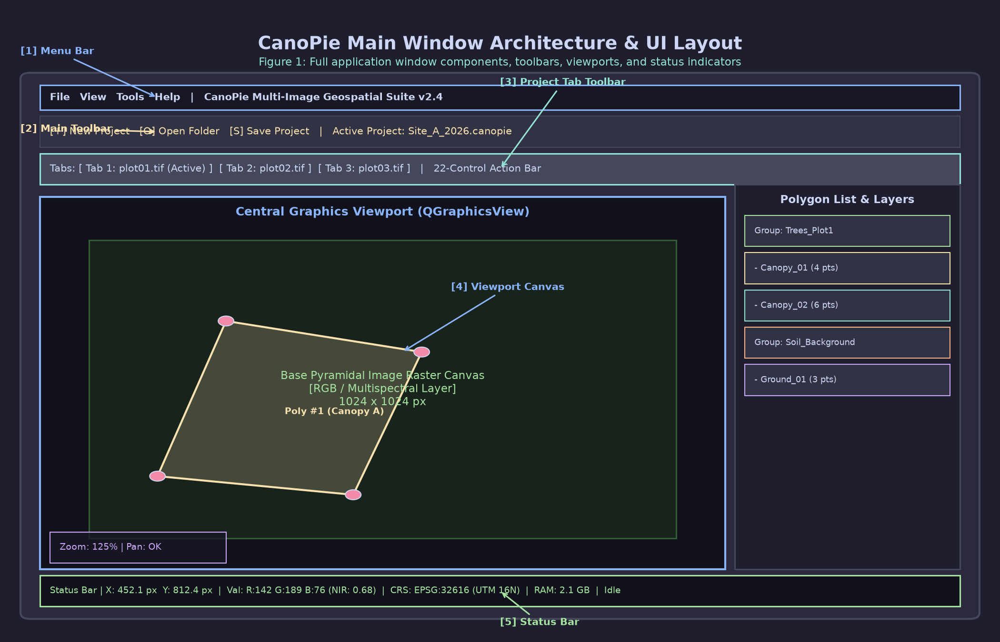 CanoPie Main Window Architecture & UI Layout
[1] Menu Bar
Figure 1: Full application window components, toolbars, viewports, and status indicators
[3] Project Tab Toolbar
File View Tools Help | CanoPie Multi-Image Geospatial Suite v2.4
[2] Main Toolbar
[+] New Project [O] Open Folder [S] Save Project | Active Project: Site_A_2026.canopie
Tabs: [ Tab 1: plot01.tif (Active) ] [ Tab 2: plot02.tif ] [ Tab 3: plot03.tif ] | 22-Control Action Bar
Central Graphics Viewport (QGraphicsView)
[4] Viewport Canvas
Base Pyramidal Image Raster Canvas
[RGB / Multispectral Layer]
1024 x 1024 px
Poly #1 (Canopy A)
Zoom: 125% | Pan: OK
Polygon List & Layers
Group: Trees_Plot1
- Canopy_01 (4 pts)
- Canopy_02 (6 pts)
Group: Soil_Background
- Ground_01 (3 pts)
Status Bar | X: 452.1 px Y: 812.4 px | Val: R:142 G:189 B:76 (NIR: 0.68) | CRS: EPSG:32616 (UTM 16N) | RAM: 2.1 GB | Idle
[5] Status Bar